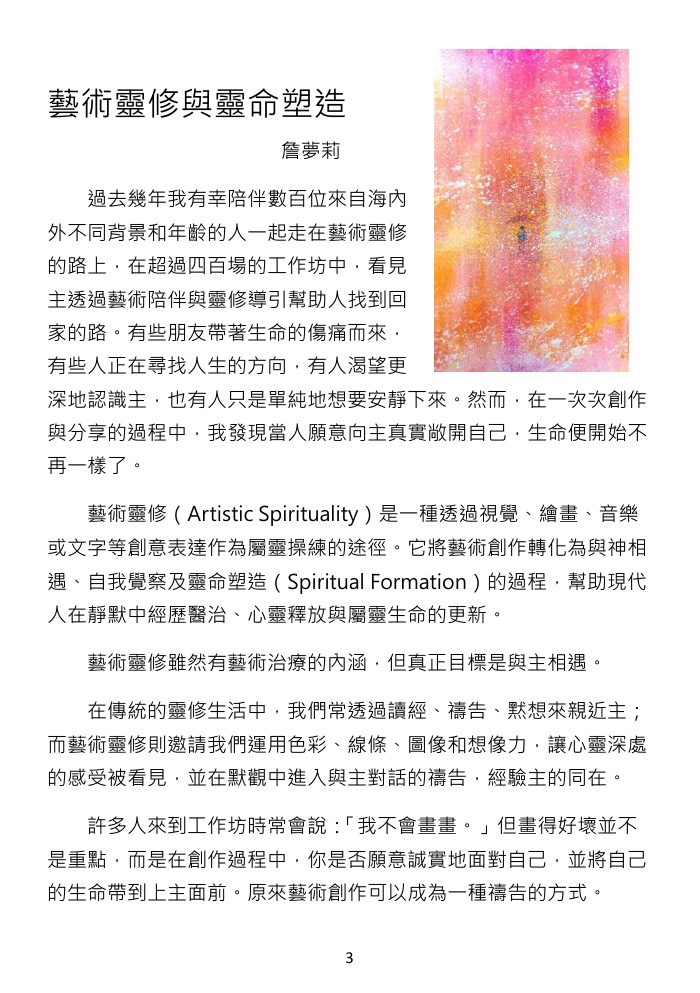 藝術靈修與靈命塑造
詹夢莉
過去幾年我有幸陪伴數百位來自海內
外不同背景和年齡的人一起走在藝術靈修
的路上，在超過四百場的工作坊中，看見
主透過藝術陪伴與靈修導引幫助人找到回
家的路。有些朋友帶著生命的傷痛而來，
有些人正在尋找人生的方向，有人渴望更
深地認識主，也有人只是單純地想要安靜下來。然而，在一次次創作
與分享的過程中，我發現當人願意向主真實敞開自己，生命便開始不
再一樣了。
藝術靈修（Artistic Spirituality）是一種透過視覺、繪畫、音樂
或文字等創意表達作為屬靈操練的途徑。它將藝術創作轉化為與神相
遇、自我覺察及靈命塑造（Spiritual Formation）的過程，幫助現代
人在靜默中經歷醫治、心靈釋放與屬靈生命的更新。
藝術靈修雖然有藝術治療的內涵，但真正目標是與主相遇。
在傳統的靈修生活中，我們常透過讀經、禱告、默想來親近主；
而藝術靈修則邀請我們運用色彩、線條、圖像和想像力，讓心靈深處
的感受被看見，並在默觀中進入與主對話的禱告，經驗主的同在。
許多人來到工作坊時常會說：「我不會畫畫。」但畫得好壞並不
是重點，而是在創作過程中，你是否願意誠實地面對自己，並將自己
的生命帶到上主面前。原來藝術創作可以成為一種禱告的方式。
3